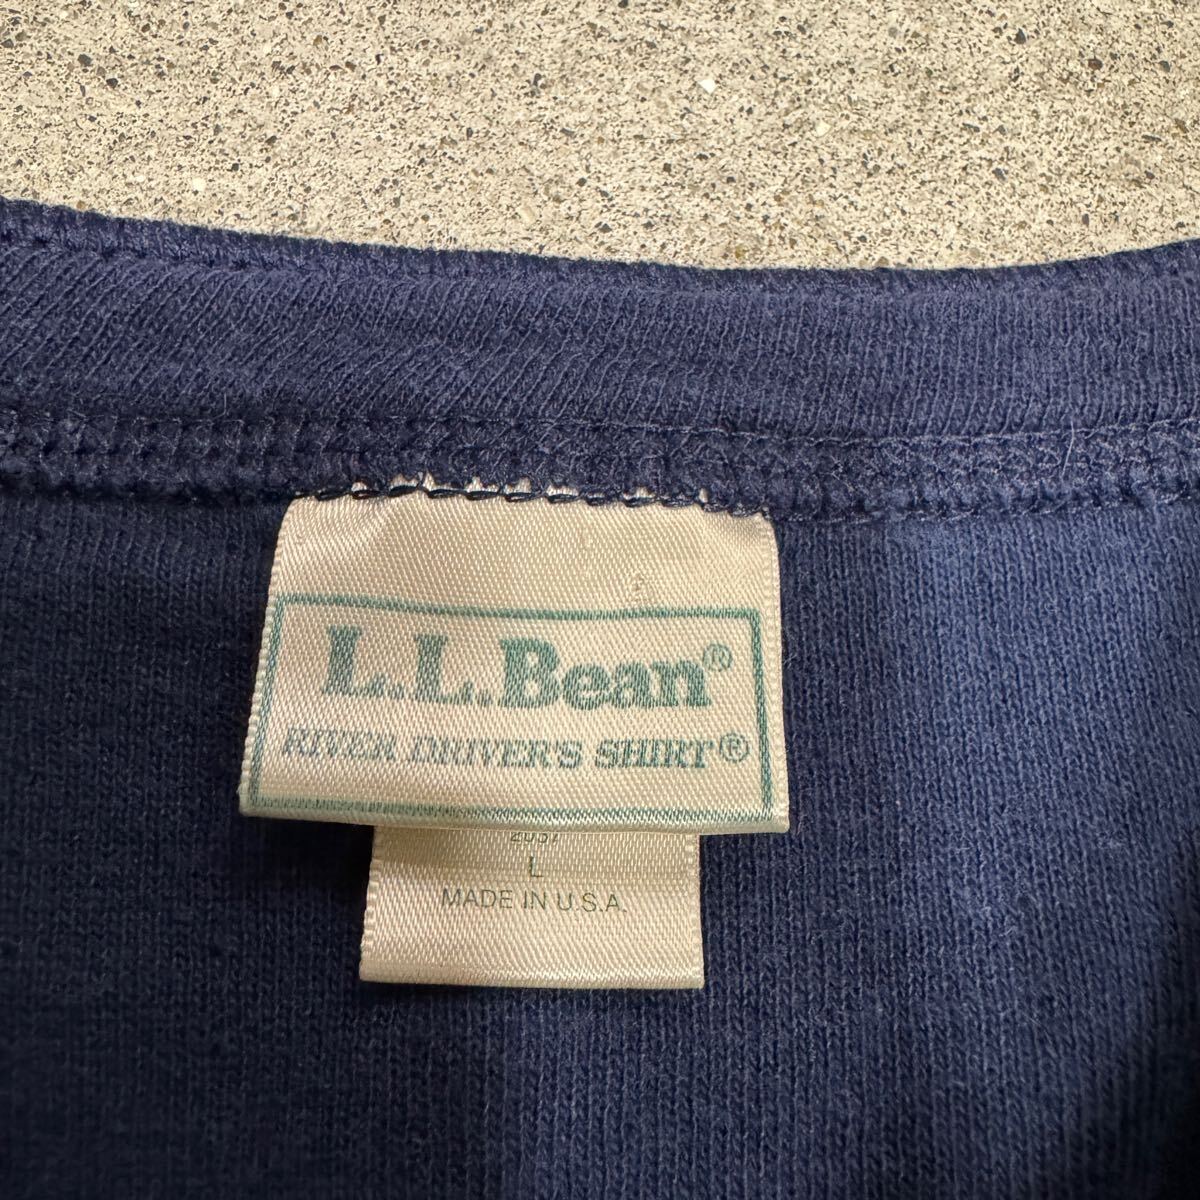 L.L.Bean®
RIVER DRIVER'S SHIRT®
L
MADE IN U.S.A.